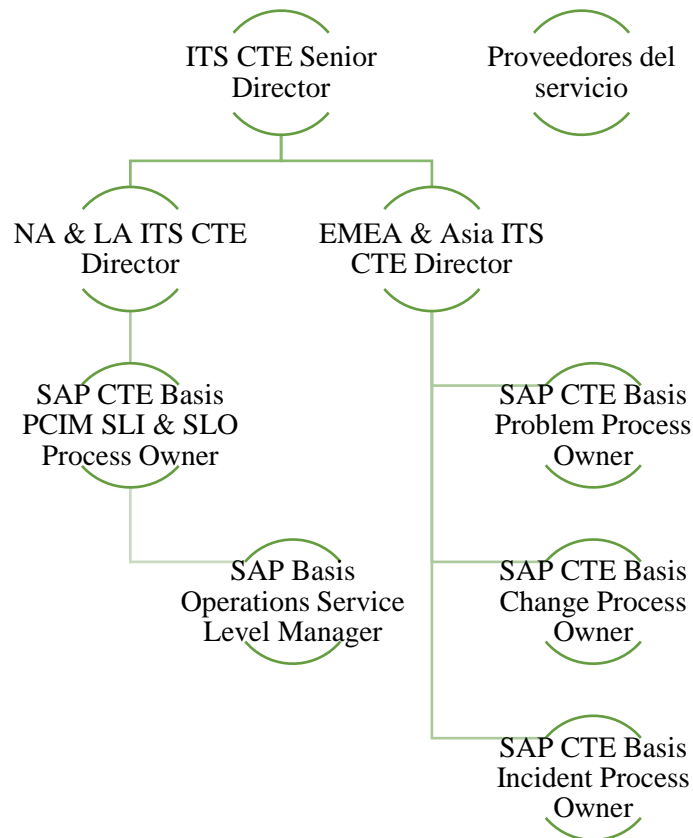 ITS CTE Senior
Director
Proveedores del
servicio
NA & LA ITS CTE
Director
EMEA & Asia ITS
CTE Director
SAP CTE Basis
PCIM SLI & SLO
Process Owner
SAP CTE Basis
Problem Process
Owner
SAP Basis
Operations Service
Level Manager
SAP CTE Basis
Change Process
Owner
SAP CTE Basis
Incident Process
Owner